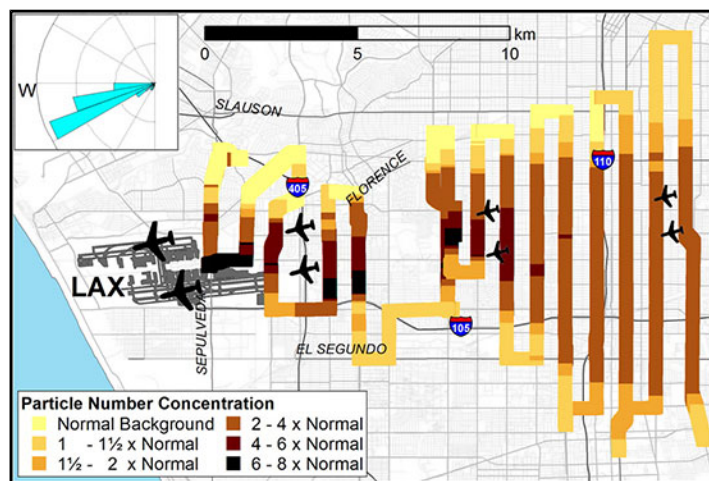 W
0
5
10
km
SLAUSON
FLORENCE
405
110
LAX
SEPULVEDA
105
EL SEGUNDO
Particle Number Concentration
Normal Background
1 - 1½ x Normal
1½ - 2 x Normal
2 - 4 x Normal
4 - 6 x Normal
6 - 8 x Normal